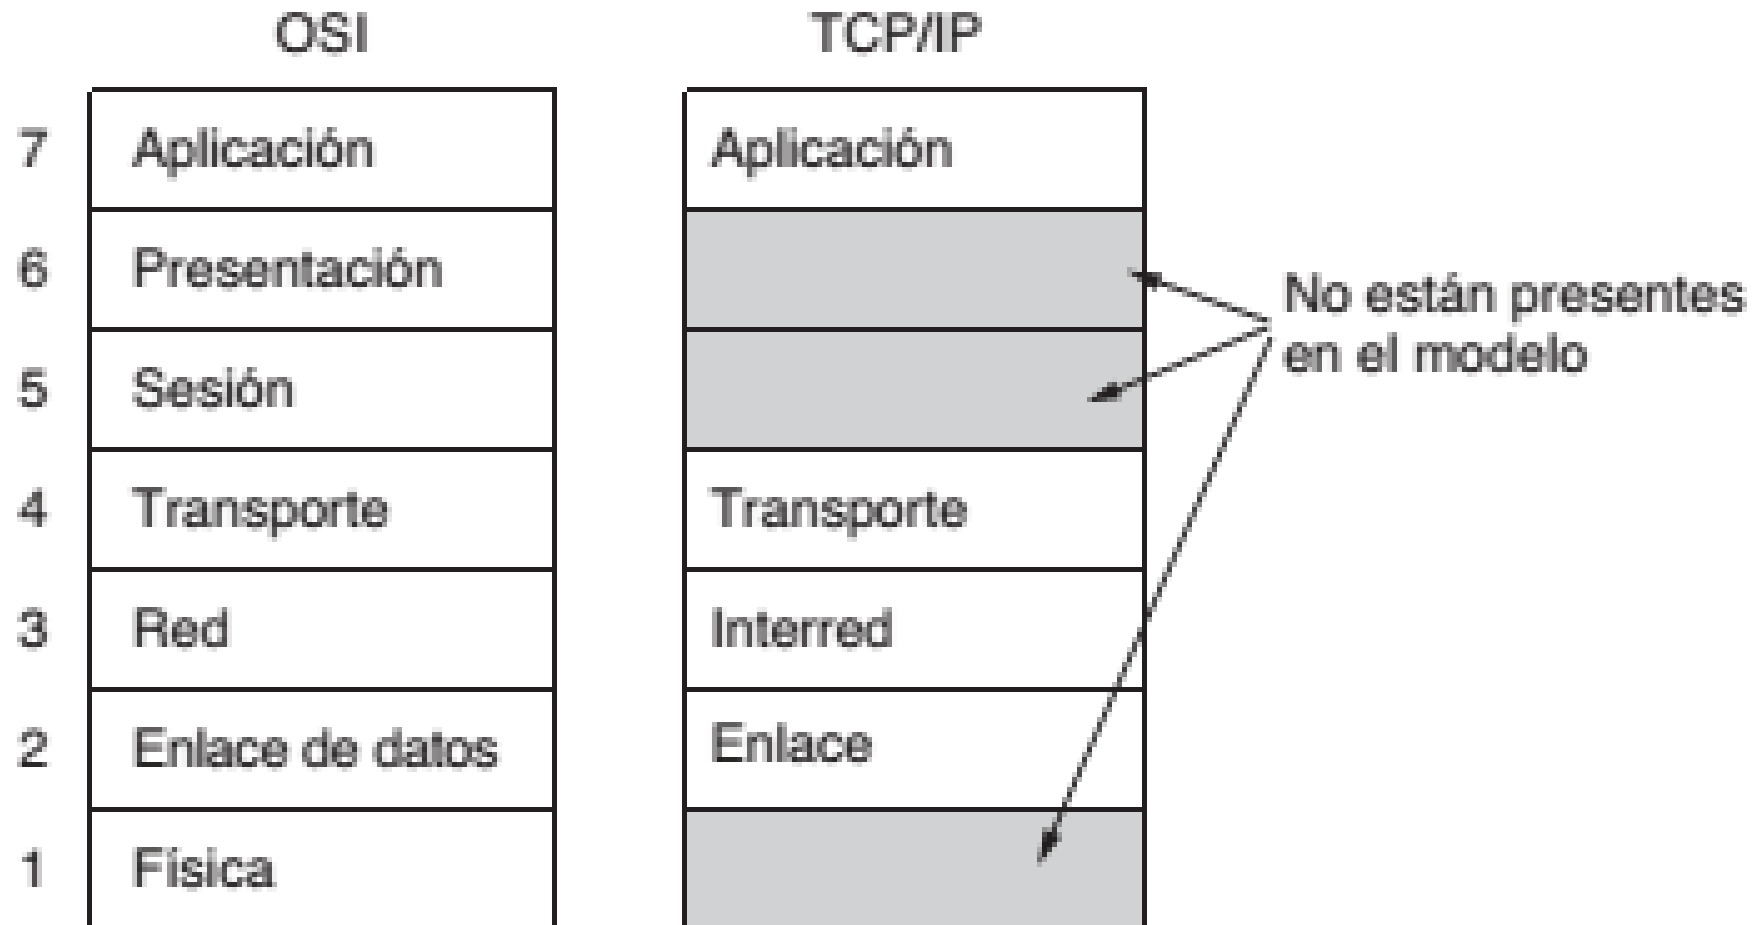 OSI
TCP/IP
7 Aplicación Aplicación
6 Presentación
5 Sesión
No están presentes
en el modelo
4 Transporte Transporte
3 Red Interred
2 Enlace de datos Enlace
1 Física